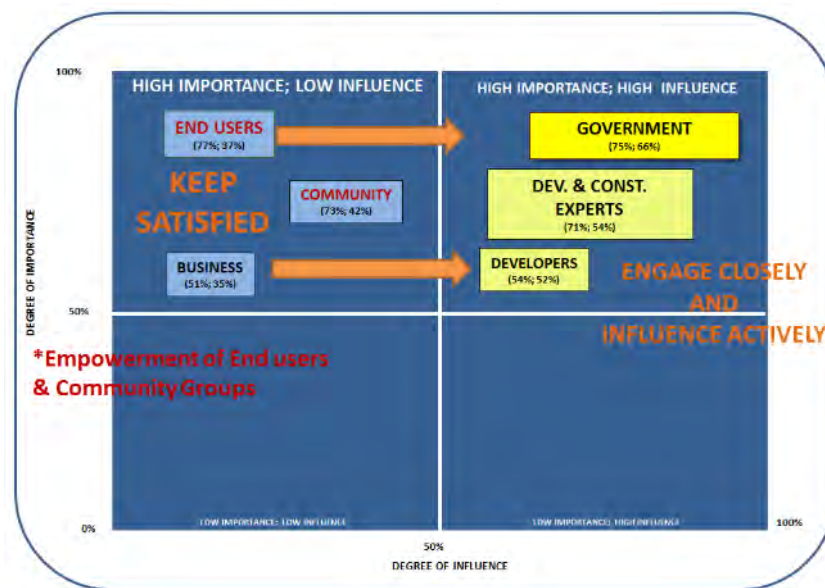 100%
HIGH IMPORTANCE; LOW INFLUENCE
HIGH IMPORTANCE; HIGH INFLUENCE
END USERS
(77%; 37%)
GOVERNMENT
(75%; 66%)
KEEP
SATISFIED
COMMUNITY
(73%; 42%)
DEV. & CONST.
EXPERTS
(71%; 54%)
BUSINESS
(51%; 35%)
DEVELOPERS
(54%; 52%)
ENGAGE CLOSELY
AND
INFLUENCE ACTIVELY
DEGREE OF IMPORTANCE
50%
*Empowerment of End users
& Community Groups
0%
LOW IMPORTANCE; LOW INFLUENCE
LOW IMPORTANCE; HIGH INFLUENCE
100%
50%
DEGREE OF INFLUENCE